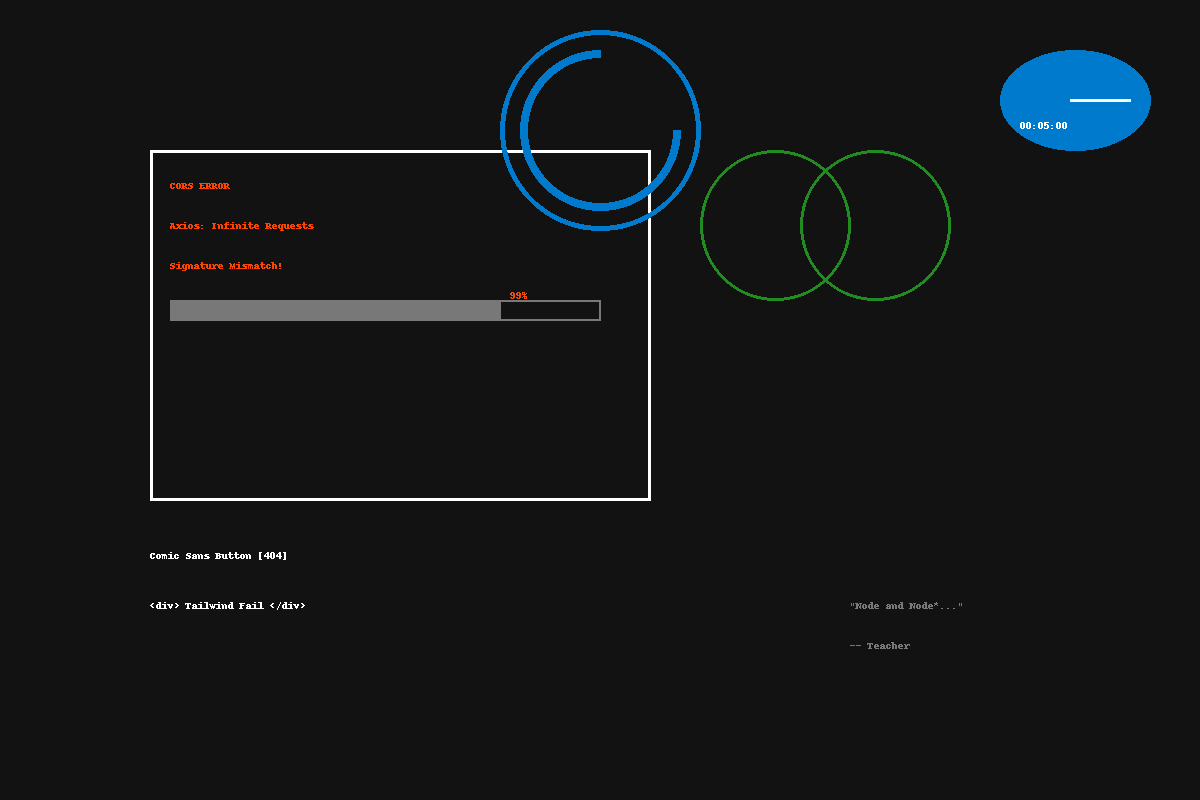 00:05:00
CORS ERROR
Axios: Infinite Requests
Signature Mismatch!
99%
Comic Sans Button [404]
<div> Tailwind Fail </div>
"Node and Node*..."
-- Teacher